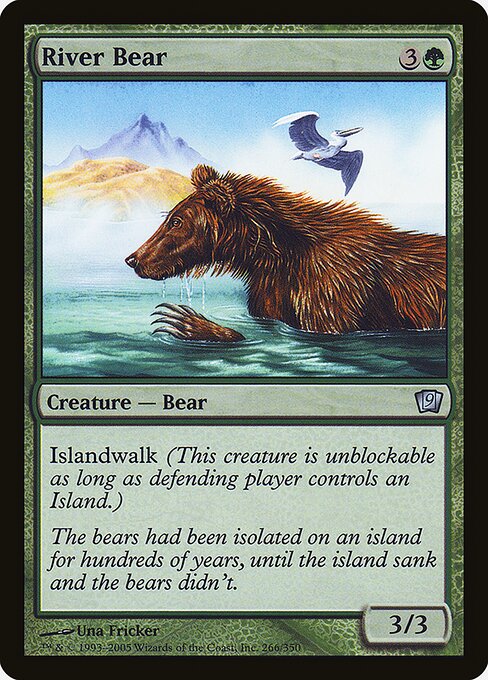 River Bear 3
Creature — Bear 9
Islandwalk (This creature is unblockable
as long as defending player controls an
Island.)
The bears had been isolated on an island
for hundreds of years, until the island sank
and the bears didn't.
Una Fricker
3/3
™ & © 1993–2005 Wizards of the Coast, Inc. 266/350